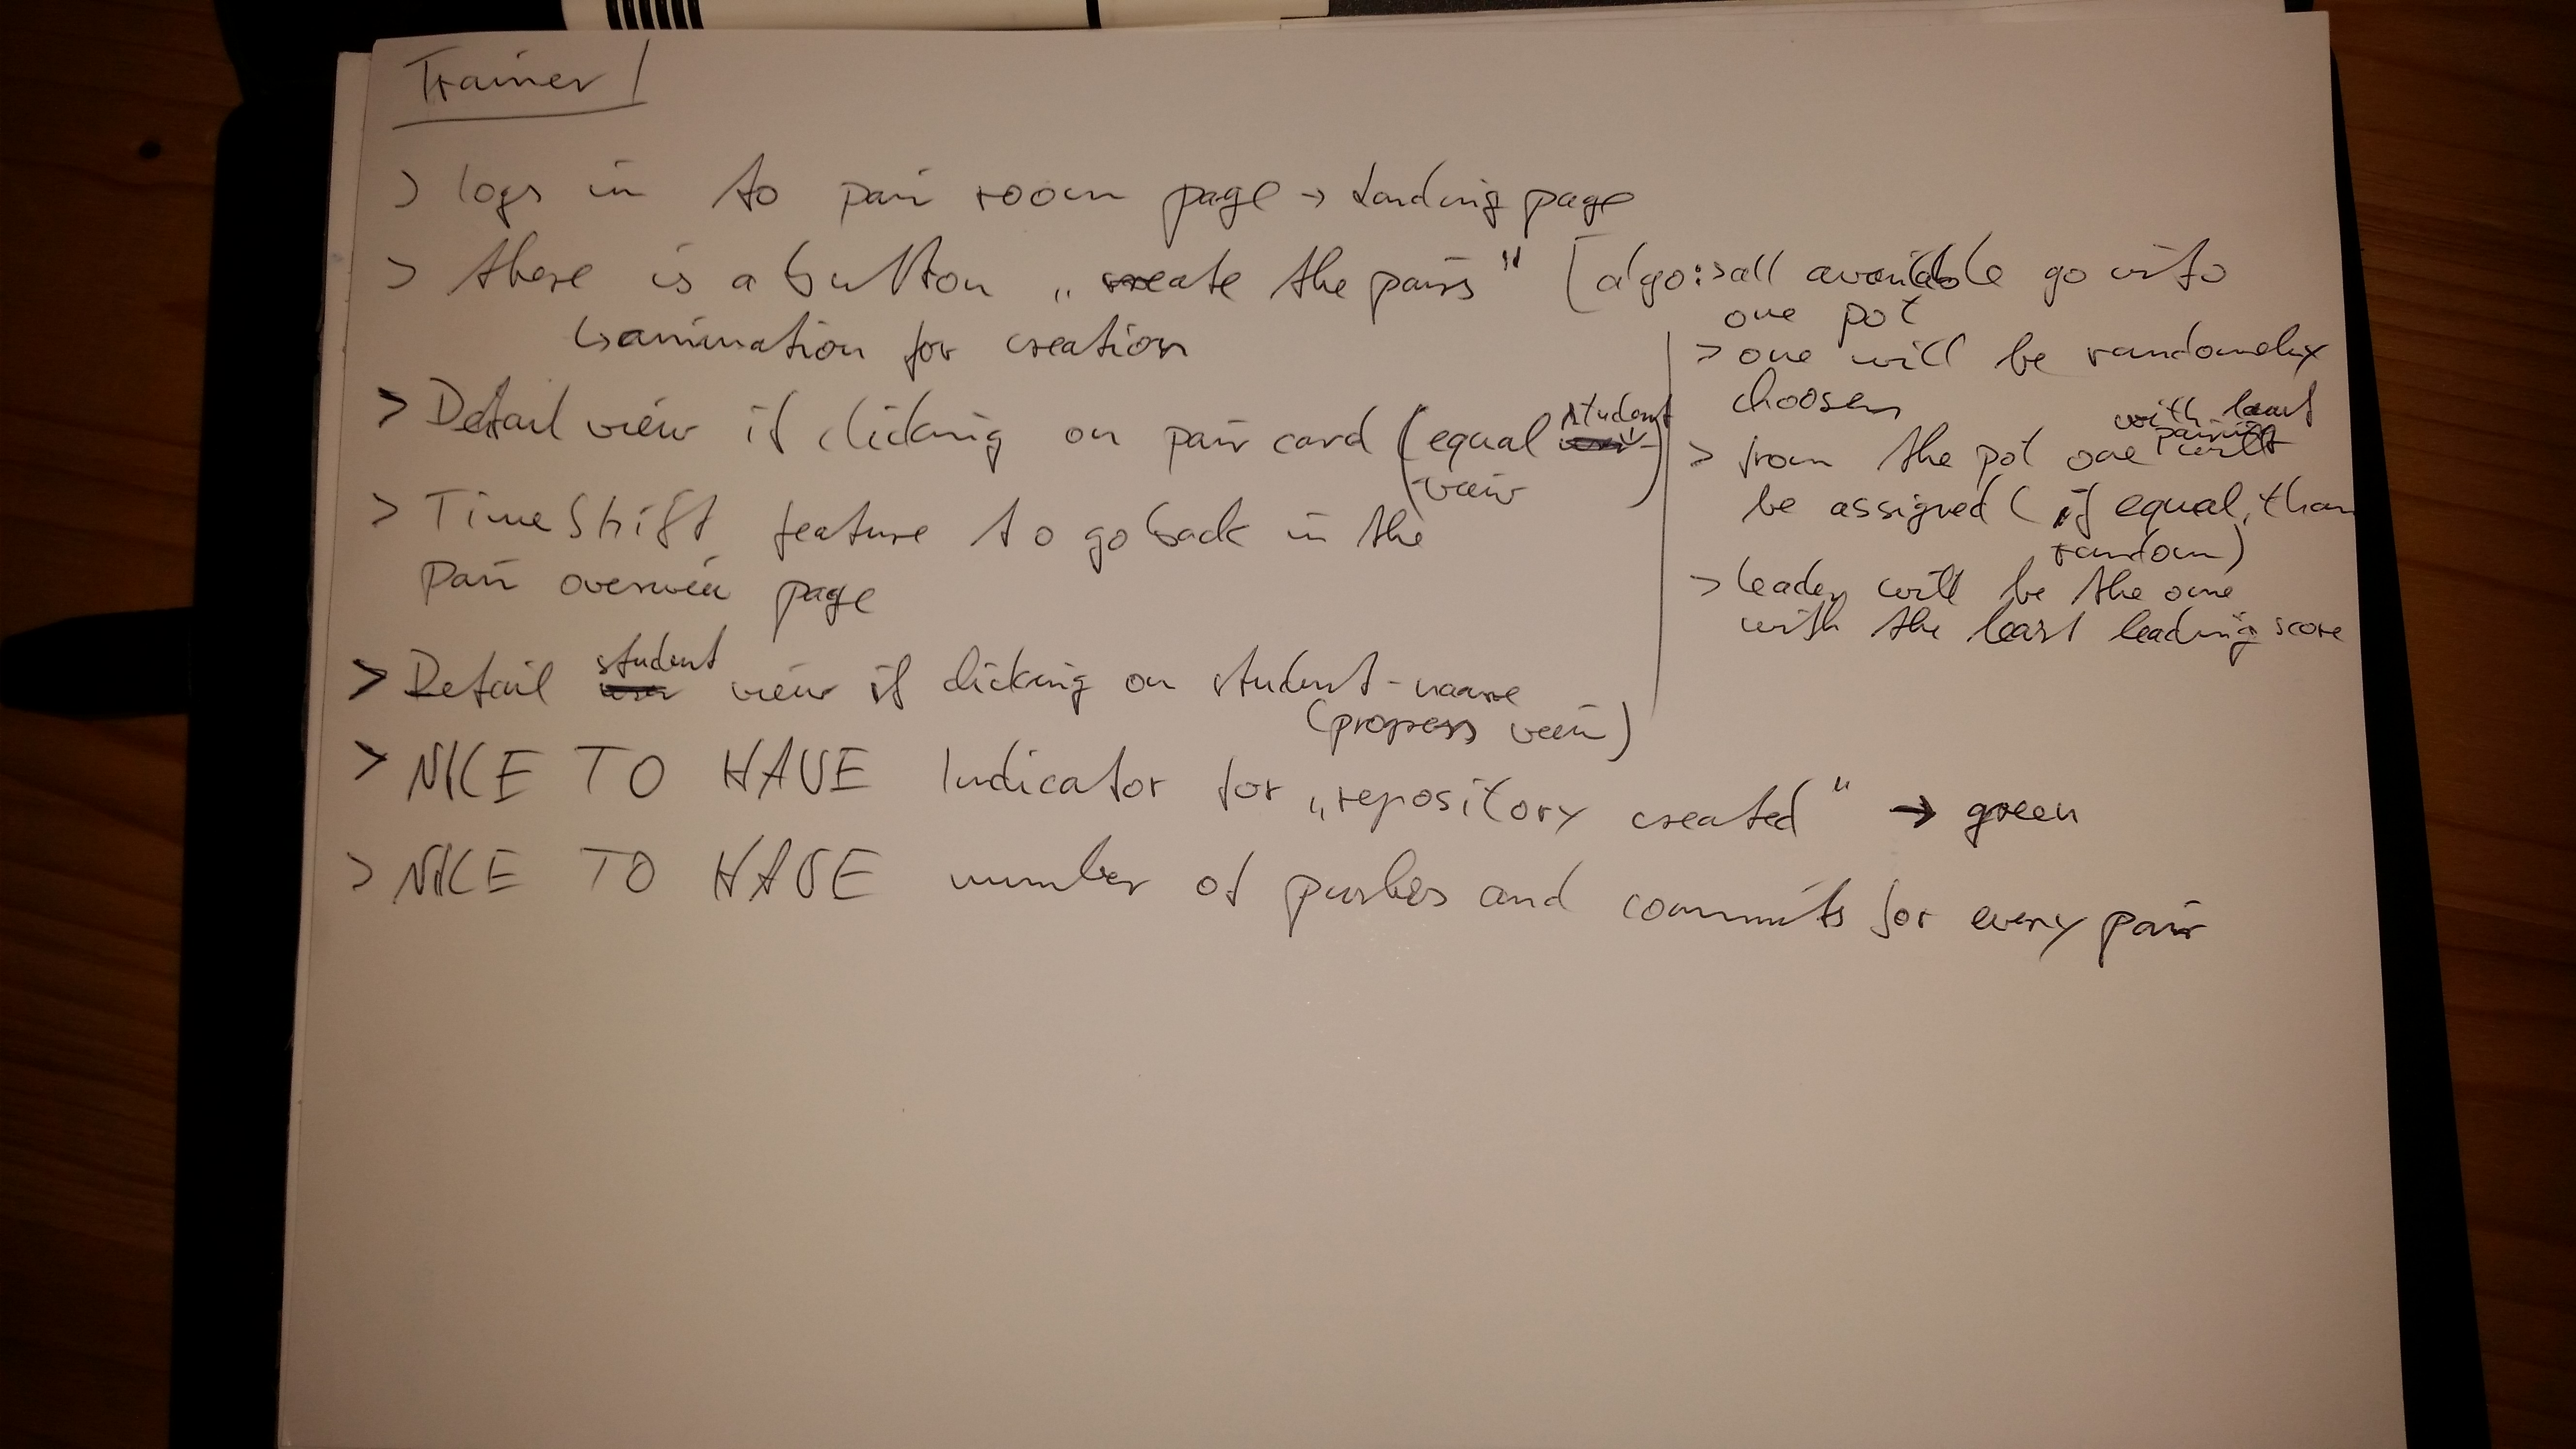 Trainer
> logs in to pair room page → Landing page
> there is a button „create the pairs"
↳ animation for creation
> Detail view if clicking on pair card (equal student-view)
> Time Shift feature to go back in the
pair overview page
> Detail student view if clicking on student-name
(progress view)
> NICE TO HAVE Indicator for „repository created" → green
> NICE TO HAVE number of pushes and commits for every pair
[algo: > all available go into
one pot
> one will be randomely
choosen
> from the pot one with least pairing will
be assigned (if equal, than
random)
> leader will be the one
with the least leading score